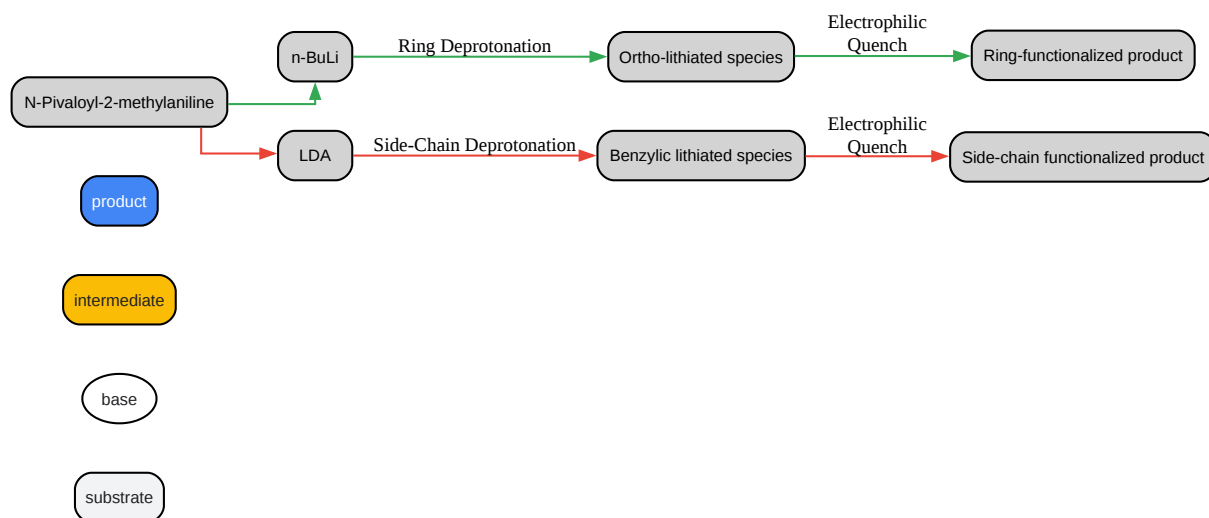 Electrophilic
Quench
n-BuLi
Ring Deprotonation
Ortho-lithiated species
Ring-functionalized product
N-Pivaloyl-2-methylaniline
LDA
Side-Chain Deprotonation
Benzylic lithiated species
Electrophilic
Quench
Side-chain functionalized product
product
intermediate
base
substrate